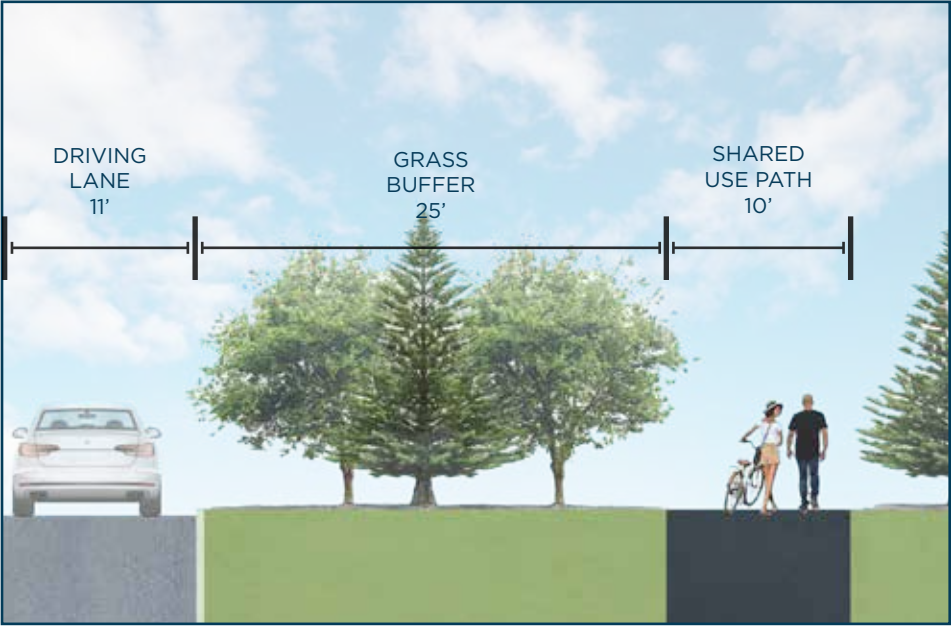 DRIVING
LANE
11’
GRASS
BUFFER
25’
SHARED
USE PATH
10’